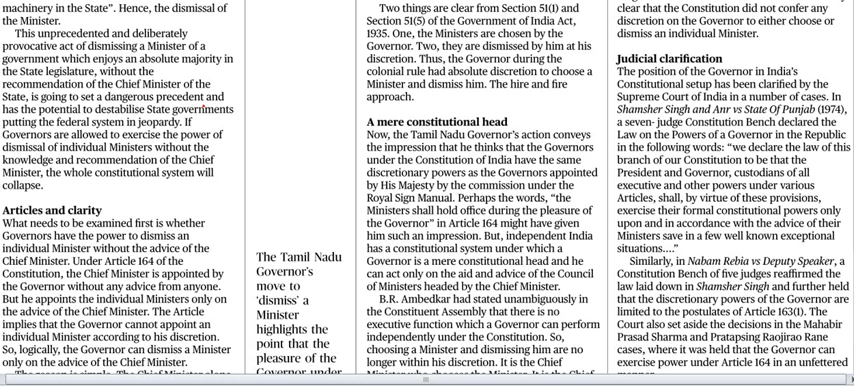 machinery in the State”. Hence, the dismissal of
the Minister.
This unprecedented and deliberately
provocative act of dismissing a Minister of a
government which enjoys an absolute majority in
the State legislature, without the
recommendation of the Chief Minister of the
State, is going to set a dangerous precedent and
has the potential to destabilise State governments
putting the federal system in jeopardy. If
Governors are allowed to exercise the power of
dismissal of individual Ministers without the
knowledge and recommendation of the Chief
Minister, the whole constitutional system will
collapse.
Articles and clarity
What needs to be examined first is whether
Governors have the power to dismiss an
individual Minister without the advice of the
Chief Minister. Under Article 164 of the
Constitution, the Chief Minister is appointed by
the Governor without any advice from anyone.
But he appoints the individual Ministers only on
the advice of the Chief Minister. The Article
implies that the Governor cannot appoint an
individual Minister according to his discretion.
So, logically, the Governor can dismiss a Minister
only on the advice of the Chief Minister.
The Tamil Nadu
Governor’s
move to
‘dismiss’ a
Minister
highlights the
point that the
pleasure of the
Governor under
Two things are clear from Section 51(1) and
Section 51(5) of the Government of India Act,
1935. One, the Ministers are chosen by the
Governor. Two, they are dismissed by him at his
discretion. Thus, the Governor during the
colonial rule had absolute discretion to choose a
Minister and dismiss him. The hire and fire
approach.
A mere constitutional head
Now, the Tamil Nadu Governor’s action conveys
the impression that he thinks that the Governors
under the Constitution of India have the same
discretionary powers as the Governors appointed
by His Majesty by the commission under the
Royal Sign Manual. Perhaps the words, “the
Ministers shall hold office during the pleasure of
the Governor” in Article 164 might have given
him such an impression. But, independent India
has a constitutional system under which a
Governor is a mere constitutional head and he
can act only on the aid and advice of the Council
of Ministers headed by the Chief Minister.
B.R. Ambedkar had stated unambiguously in
the Constituent Assembly that there is no
executive function which a Governor can perform
independently under the Constitution. So,
choosing a Minister and dismissing him are no
longer within his discretion. It is the Chief
clear that the Constitution did not confer any
discretion on the Governor to either choose or
dismiss an individual Minister.
Judicial clarification
The position of the Governor in India’s
Constitutional setup has been clarified by the
Supreme Court of India in a number of cases. In
Shamsher Singh and Anr vs State Of Punjab (1974),
a seven- judge Constitution Bench declared the
Law on the Powers of a Governor in the Republic
in the following words: “we declare the law of this
branch of our Constitution to be that the
President and Governor, custodians of all
executive and other powers under various
Articles, shall, by virtue of these provisions,
exercise their formal constitutional powers only
upon and in accordance with the advice of their
Ministers save in a few well known exceptional
situations….”
Similarly, in Nabam Rebia vs Deputy Speaker, a
Constitution Bench of five judges reaffirmed the
law laid down in Shamsher Singh and further held
that the discretionary powers of the Governor are
limited to the postulates of Article 163(1). The
Court also set aside the decisions in the Mahabir
Prasad Sharma and Pratapsing Raojirao Rane
cases, where it was held that the Governor can
exercise power under Article 164 in an unfettered